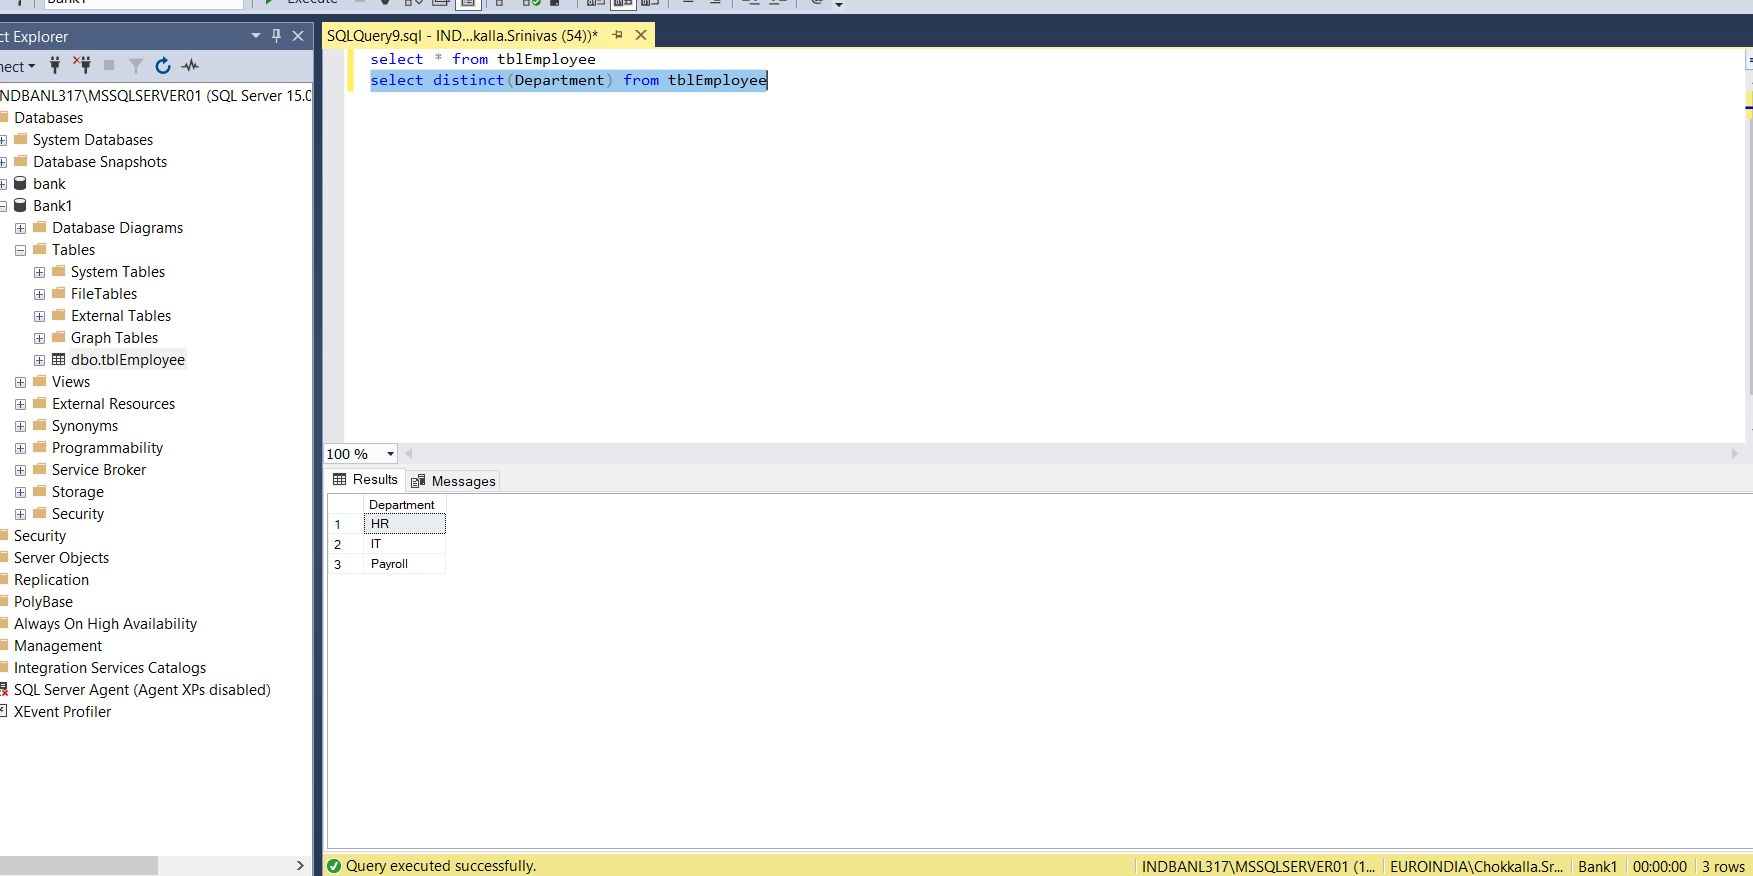 Bank1
Execute
ct Explorer
nect
INDBANL317\MSSQLSERVER01 (SQL Server 15.0
Databases
System Databases
Database Snapshots
bank
Bank1
Database Diagrams
Tables
System Tables
FileTables
External Tables
Graph Tables
dbo.tblEmployee
Views
External Resources
Synonyms
Programmability
Service Broker
Storage
Security
Security
Server Objects
Replication
PolyBase
Always On High Availability
Management
Integration Services Catalogs
SQL Server Agent (Agent XPs disabled)
XEvent Profiler
SQLQuery9.sql - IND...kalla.Srinivas (54))*
select * from tblEmployee
select distinct(Department) from tblEmployee
100 %
Results Messages
Department
1 HR
2 IT
3 Payroll
Query executed successfully. INDBANL317\MSSQLSERVER01 (1... EUROINDIA\Chokkalla.Sr... Bank1 00:00:00 3 rows